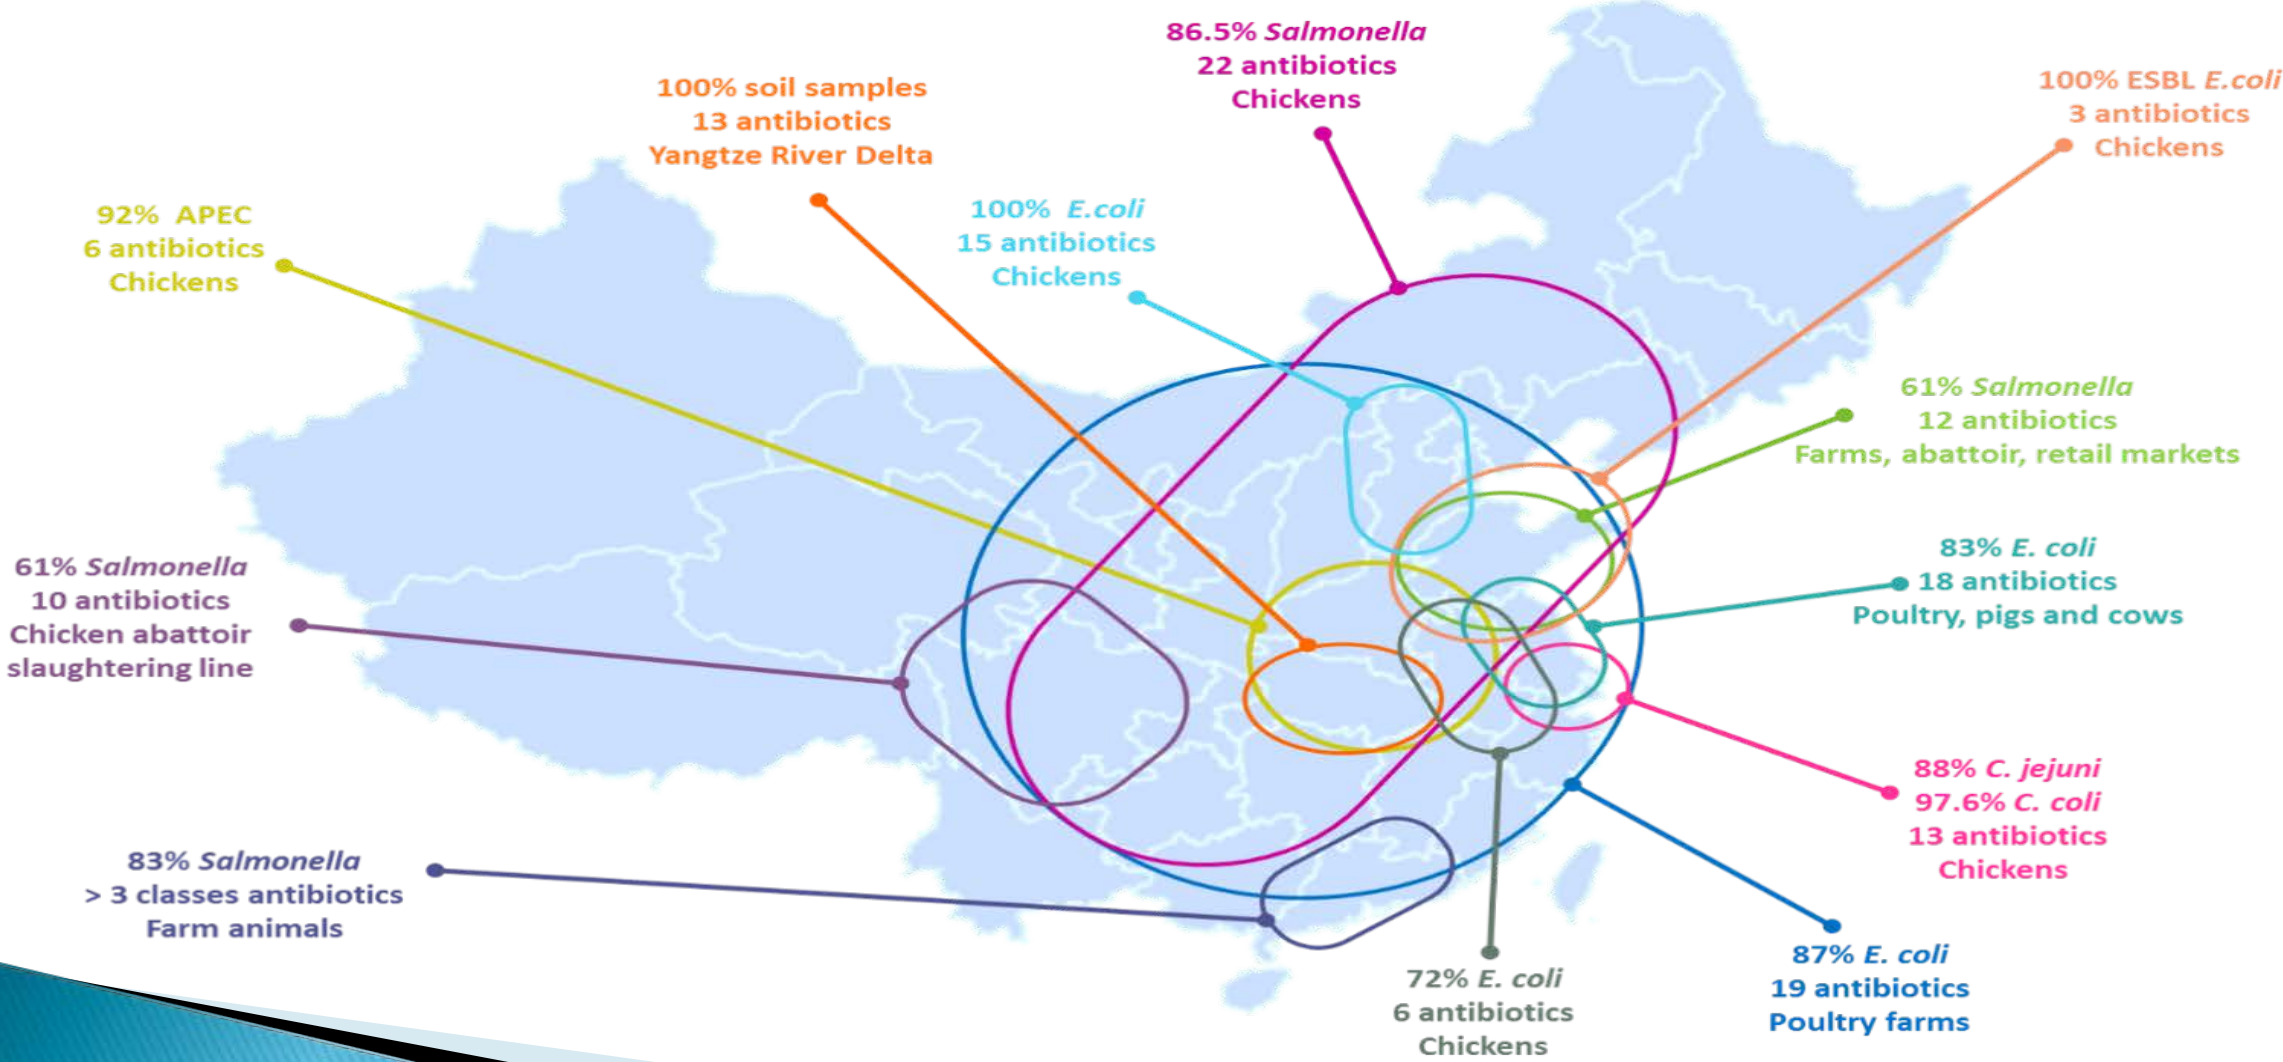 86.5% Salmonella
22 antibiotics
Chickens
100% soil samples
13 antibiotics
Yangtze River Delta
100% ESBL E.coli
3 antibiotics
Chickens
92%  APEC
6 antibiotics
Chickens
100%  E.coli
15 antibiotics
Chickens
61% Salmonella
12 antibiotics
Farms, abattoir, retail markets
61% Salmonella
10 antibiotics
Chicken abattoir
slaughtering line
83% E. coli
18 antibiotics
Poultry, pigs and cows
88% C. jejuni
97.6% C. coli
13 antibiotics
Chickens
83% Salmonella
> 3 classes antibiotics
Farm animals
72% E. coli
6 antibiotics
Chickens
87% E. coli
19 antibiotics
Poultry farms